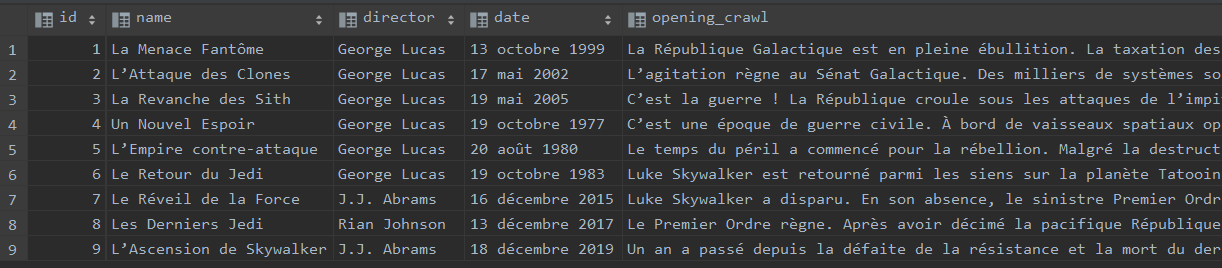 id name director date opening_crawl
1 1 La Menace Fantôme George Lucas 13 octobre 1999 La République Galactique est en pleine ébullition. La taxation des
2 2 L’Attaque des Clones George Lucas 17 mai 2002 L’agitation règne au Sénat Galactique. Des milliers de systèmes so
3 3 La Revanche des Sith George Lucas 19 mai 2005 C’est la guerre ! La République croule sous les attaques de l’impi
4 4 Un Nouvel Espoir George Lucas 19 octobre 1977 C’est une époque de guerre civile. À bord de vaisseaux spatiaux op
5 5 L’Empire contre-attaque George Lucas 20 août 1980 Le temps du péril a commencé pour la rébellion. Malgré la destruct
6 6 Le Retour du Jedi George Lucas 19 octobre 1983 Luke Skywalker est retourné parmi les siens sur la planète Tatooin
7 7 Le Réveil de la Force J.J. Abrams 16 décembre 2015 Luke Skywalker a disparu. En son absence, le sinistre Premier Ordr
8 8 Les Derniers Jedi Rian Johnson 13 décembre 2017 Le Premier Ordre règne. Après avoir décimé la pacifique République
9 9 L’Ascension de Skywalker J.J. Abrams 18 décembre 2019 Un an a passé depuis la défaite de la résistance et la mort du der